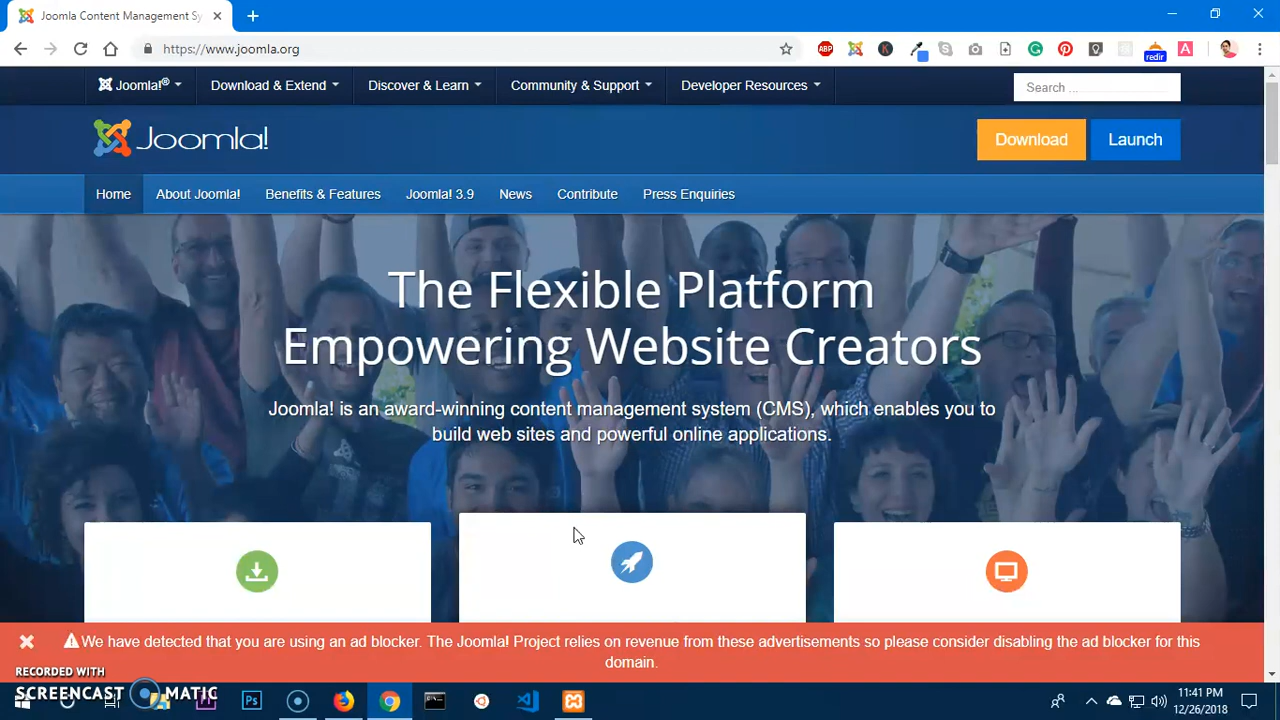 Joomla Content Management Sy
https://www.joomla.org
ABP
redir
A
Joomla!®
Download & Extend
Discover & Learn
Community & Support
Developer Resources
Search ...
Joomla!
Download
Launch
Home
About Joomla!
Benefits & Features
Joomla! 3.9
News
Contribute
Press Enquiries
The Flexible Platform
Empowering Website Creators
Joomla! is an award-winning content management system (CMS), which enables you to
build web sites and powerful online applications.
We have detected that you are using an ad blocker. The Joomla! Project relies on revenue from these advertisements so please consider disabling the ad blocker for this
domain.
RECORDED WITH
SCREENCAST MATIC
Ps
11:41 PM
12/26/2018